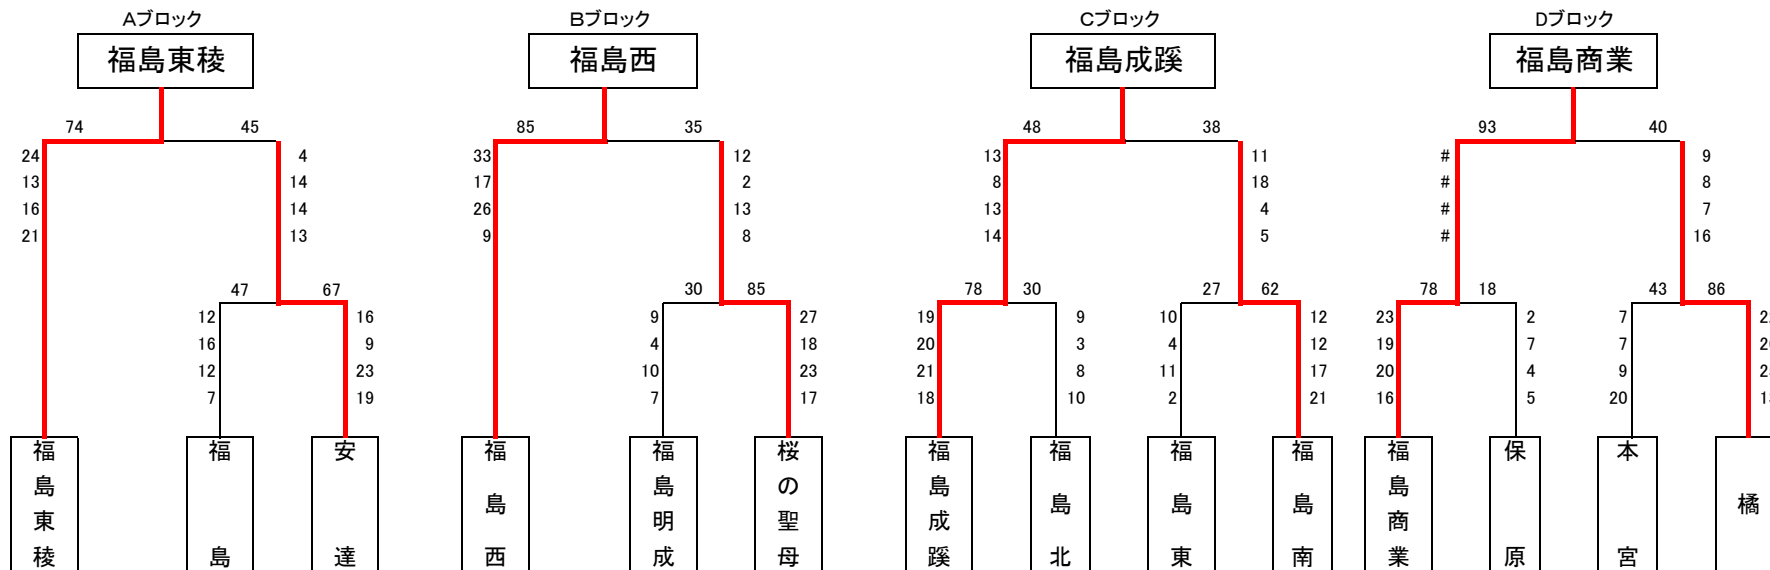 Aブロック Bブロック Cブロック Dブロック
福島東稜 福島西 福島成蹊 福島商業
74 45 85 35 48 38 93 40
24 4 33 12 13 11 # 9
13 14 17 2 8 18 # 8
16 14 26 13 13 4 # 7
21 13 9 8 14 5 # 16
47 67 30 85 78 30 27 62 78 18 43 86
12 16 9 27 19 9 10 12 23 2 7
16 9 4 18 20 3 4 12 19 7 7
12 23 10 23 21 8 11 17 20 4 9
7 19 7 17 18 10 2 21 16 5 20
福島東稜
福島
安達
福島西
福島明成
桜の聖母
福島成蹊
福島北
福島東
福島南
福島商業
保原
本宮
橘